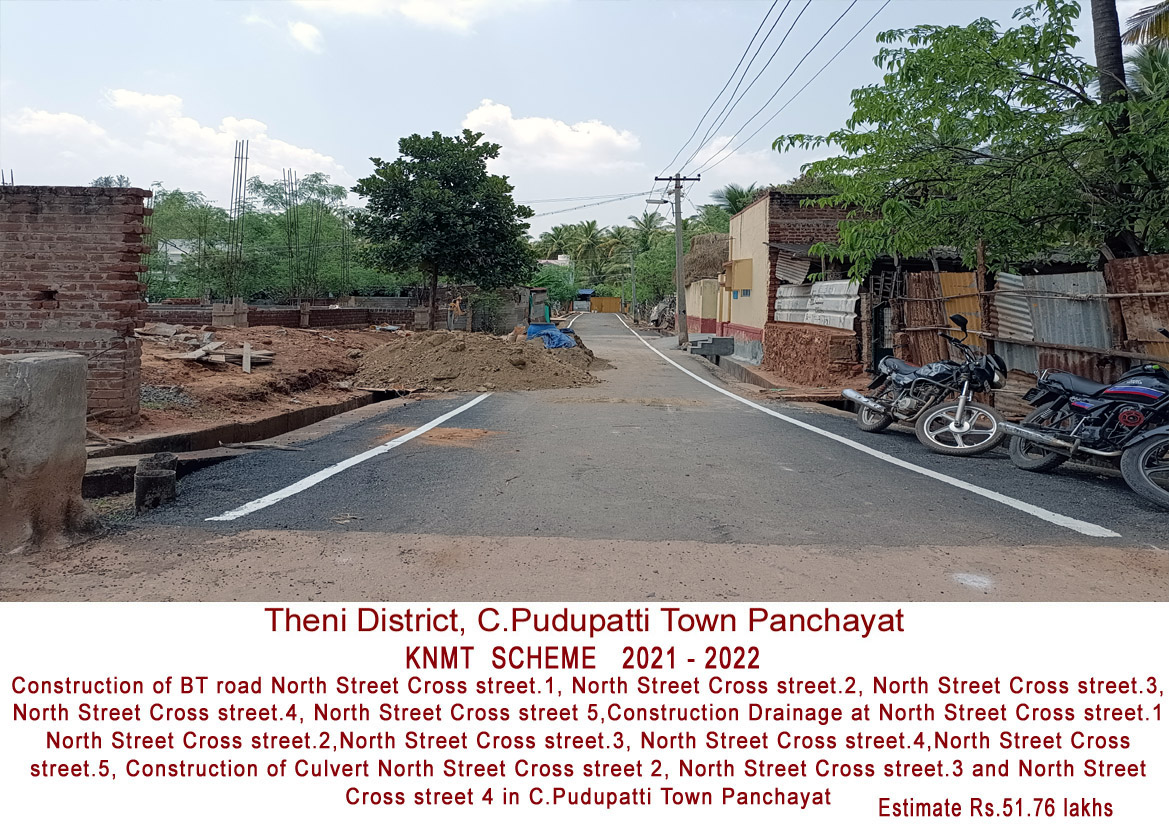 Theni District, C.Pudupatti Town Panchayat
KNMT SCHEME 2021 - 2022
Construction of BT road North Street Cross street.1, North Street Cross street.2, North Street Cross street.3,
North Street Cross street.4, North Street Cross street 5,Construction Drainage at North Street Cross street.1
North Street Cross street.2,North Street Cross street.3, North Street Cross street.4,North Street Cross
street.5, Construction of Culvert North Street Cross street 2, North Street Cross street.3 and North Street
Cross street 4 in C.Pudupatti Town Panchayat
Estimate Rs.51.76 lakhs